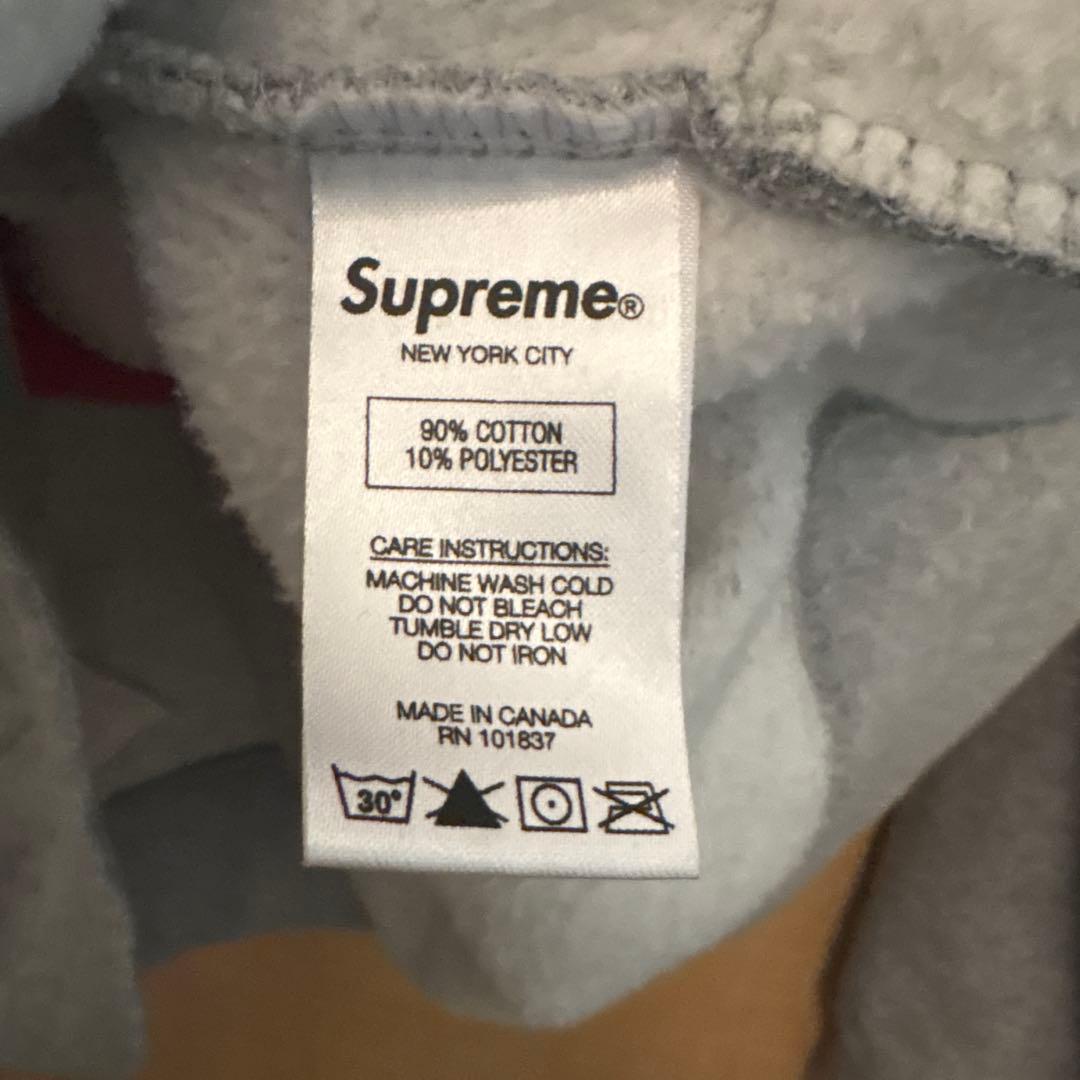 Supreme®
NEW YORK CITY
90% COTTON
10% POLYESTER
CARE INSTRUCTIONS:
MACHINE WASH COLD
DO NOT BLEACH
TUMBLE DRY LOW
DO NOT IRON
MADE IN CANADA
RN 101837
30°